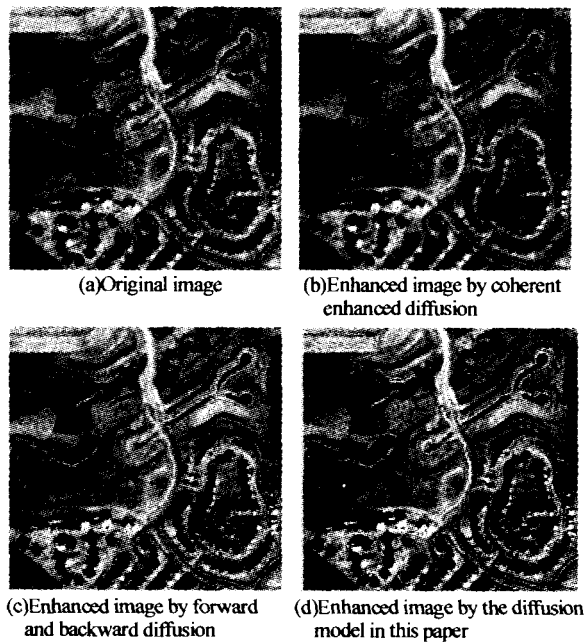 (a)Original image
(b)Enhanced image by coherent
enhanced diffusion
(c)Enhanced image by forward
and backward diffusion
(d)Enhanced image by the diffusion
model in this paper